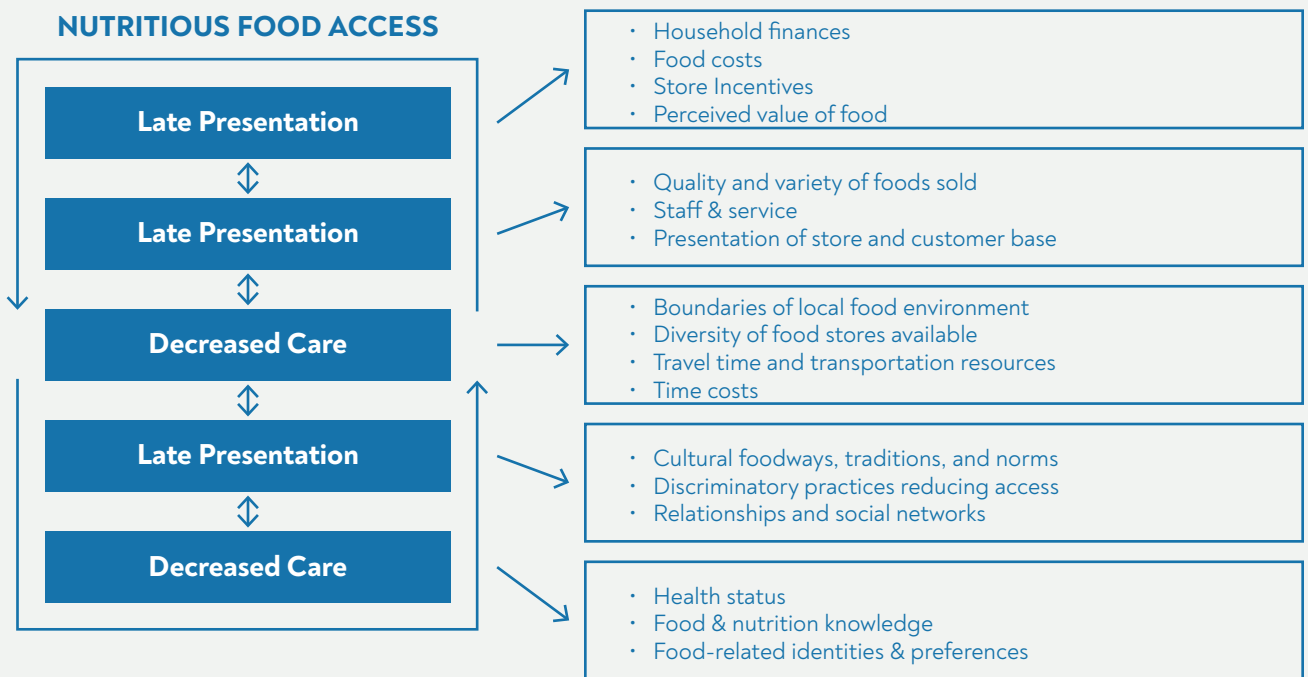 NUTRITIOUS FOOD ACCESS
Late Presentation
Late Presentation
Decreased Care
Late Presentation
Decreased Care
· Household finances
· Food costs
· Store Incentives
· Perceived value of food
· Quality and variety of foods sold
· Staff & service
· Presentation of store and customer base
· Boundaries of local food environment
· Diversity of food stores available
· Travel time and transportation resources
· Time costs
· Cultural foodways, traditions, and norms
· Discriminatory practices reducing access
· Relationships and social networks
· Health status
· Food & nutrition knowledge
· Food-related identities & preferences